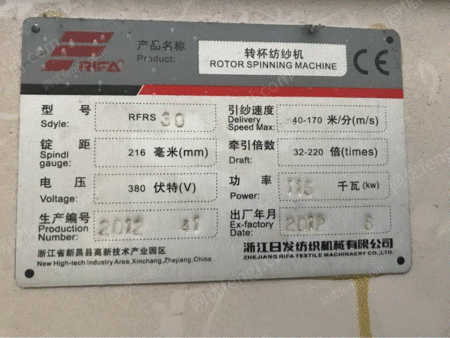 RIFA
产品名称
Product:
转杯纺纱机
ROTOR SPINNING MACHINE
CE
型号
Sdyle:
RFRS 30
引纱速度
Delivery
Speed Max:
40-170 米/分(m/s)
锭距
Spindl
gauge:
216 毫米(mm)
牵引倍数
Draft:
32-220 倍(times)
电压
Voltage:
380 伏特(V)
功率
Power:
千瓦(kw)
生产编号
Production
Number:
2012
出厂年月
Ex-factory
Date:
2012
浙江省新昌县高新技术产业园区
New High-tech Industry Area, Xinchang, Zhejiang, China
浙江日发纺织机械有限公司
ZHEJIANG RIFA TEXTILE MACHINAERY CO.,LTD.